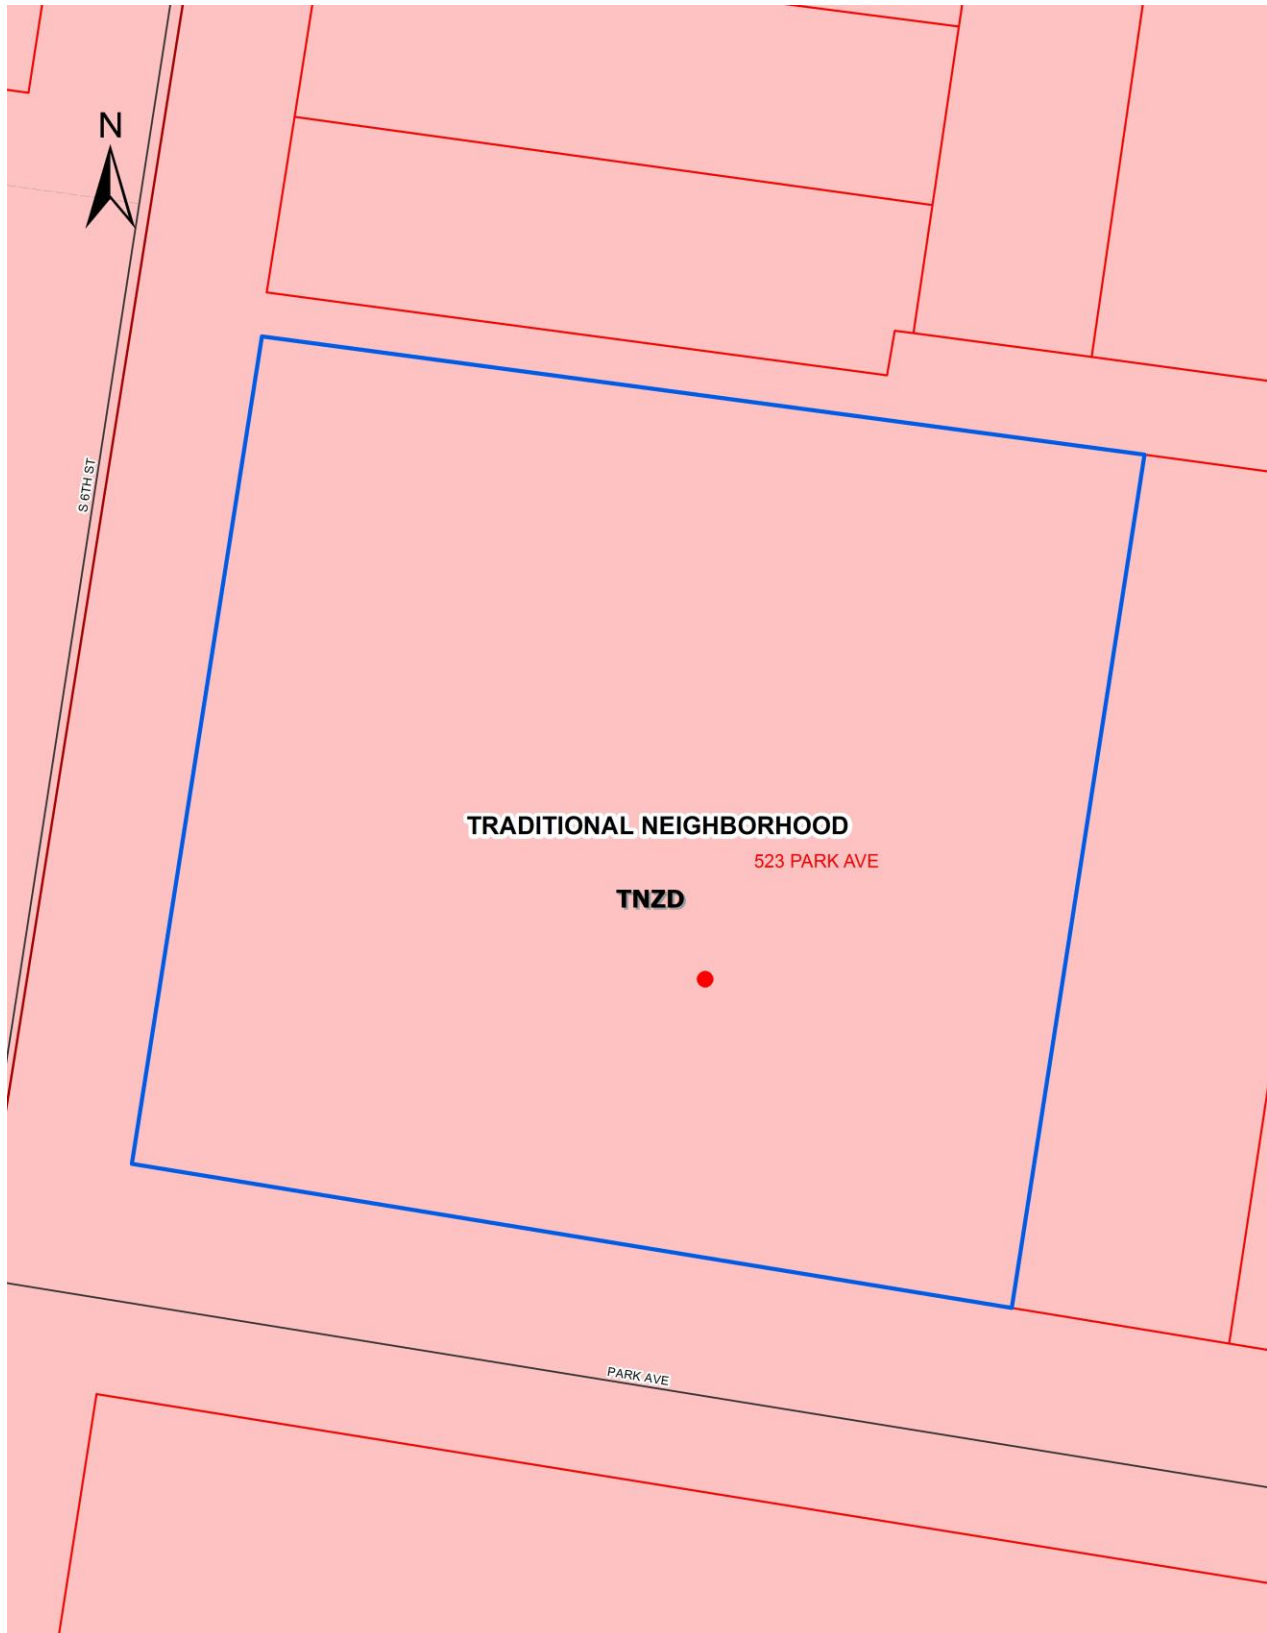 N
S 6TH ST
TRADITIONAL NEIGHBORHOOD
523 PARK AVE
TNZD
PARK AVE